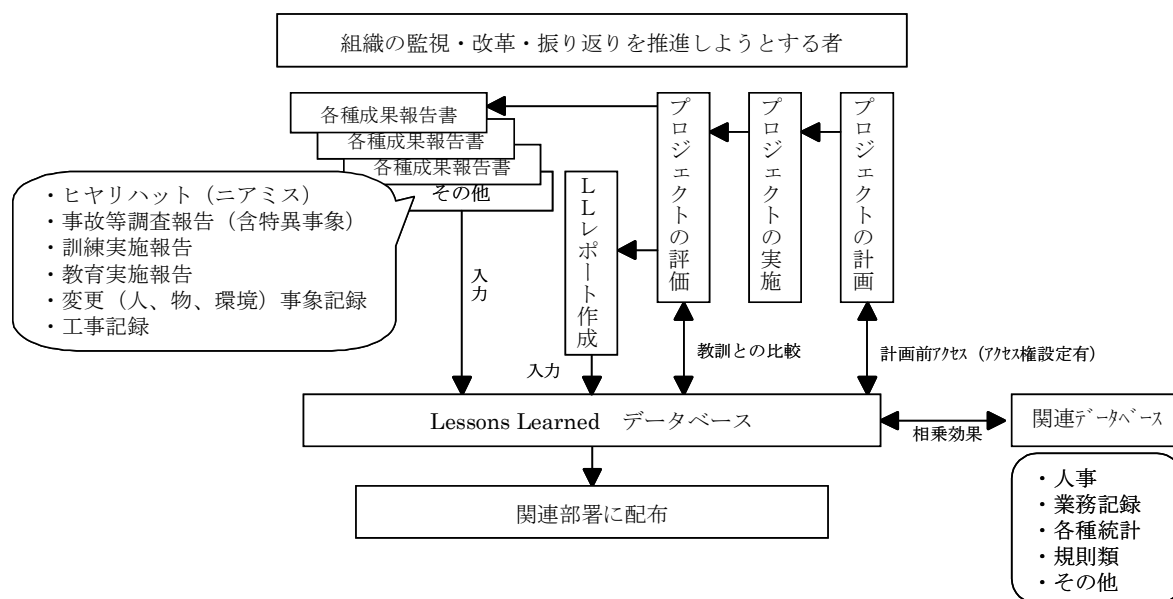 組織の監視・改革・振り返りを推進しようとする者
各種成果報告書
各種成果報告書
各種成果報告書
その他
・ヒヤリハット（ニアミス）
・事故等調査報告（含特異事象）
・訓練実施報告
・教育実施報告
・変更（人、物、環境）事象記録
・工事記録
入力
LLレポート作成
プロジェクトの評価
プロジェクトの実施
プロジェクトの計画
入力
教訓との比較
計画前ｱｸｾｽ（ｱｸｾｽ権設定有）
Lessons Learned　データベース
相乗効果
関連ﾃﾞｰﾀﾍﾞｰｽ
関連部署に配布
・人事
・業務記録
・各種統計
・規則類
・その他